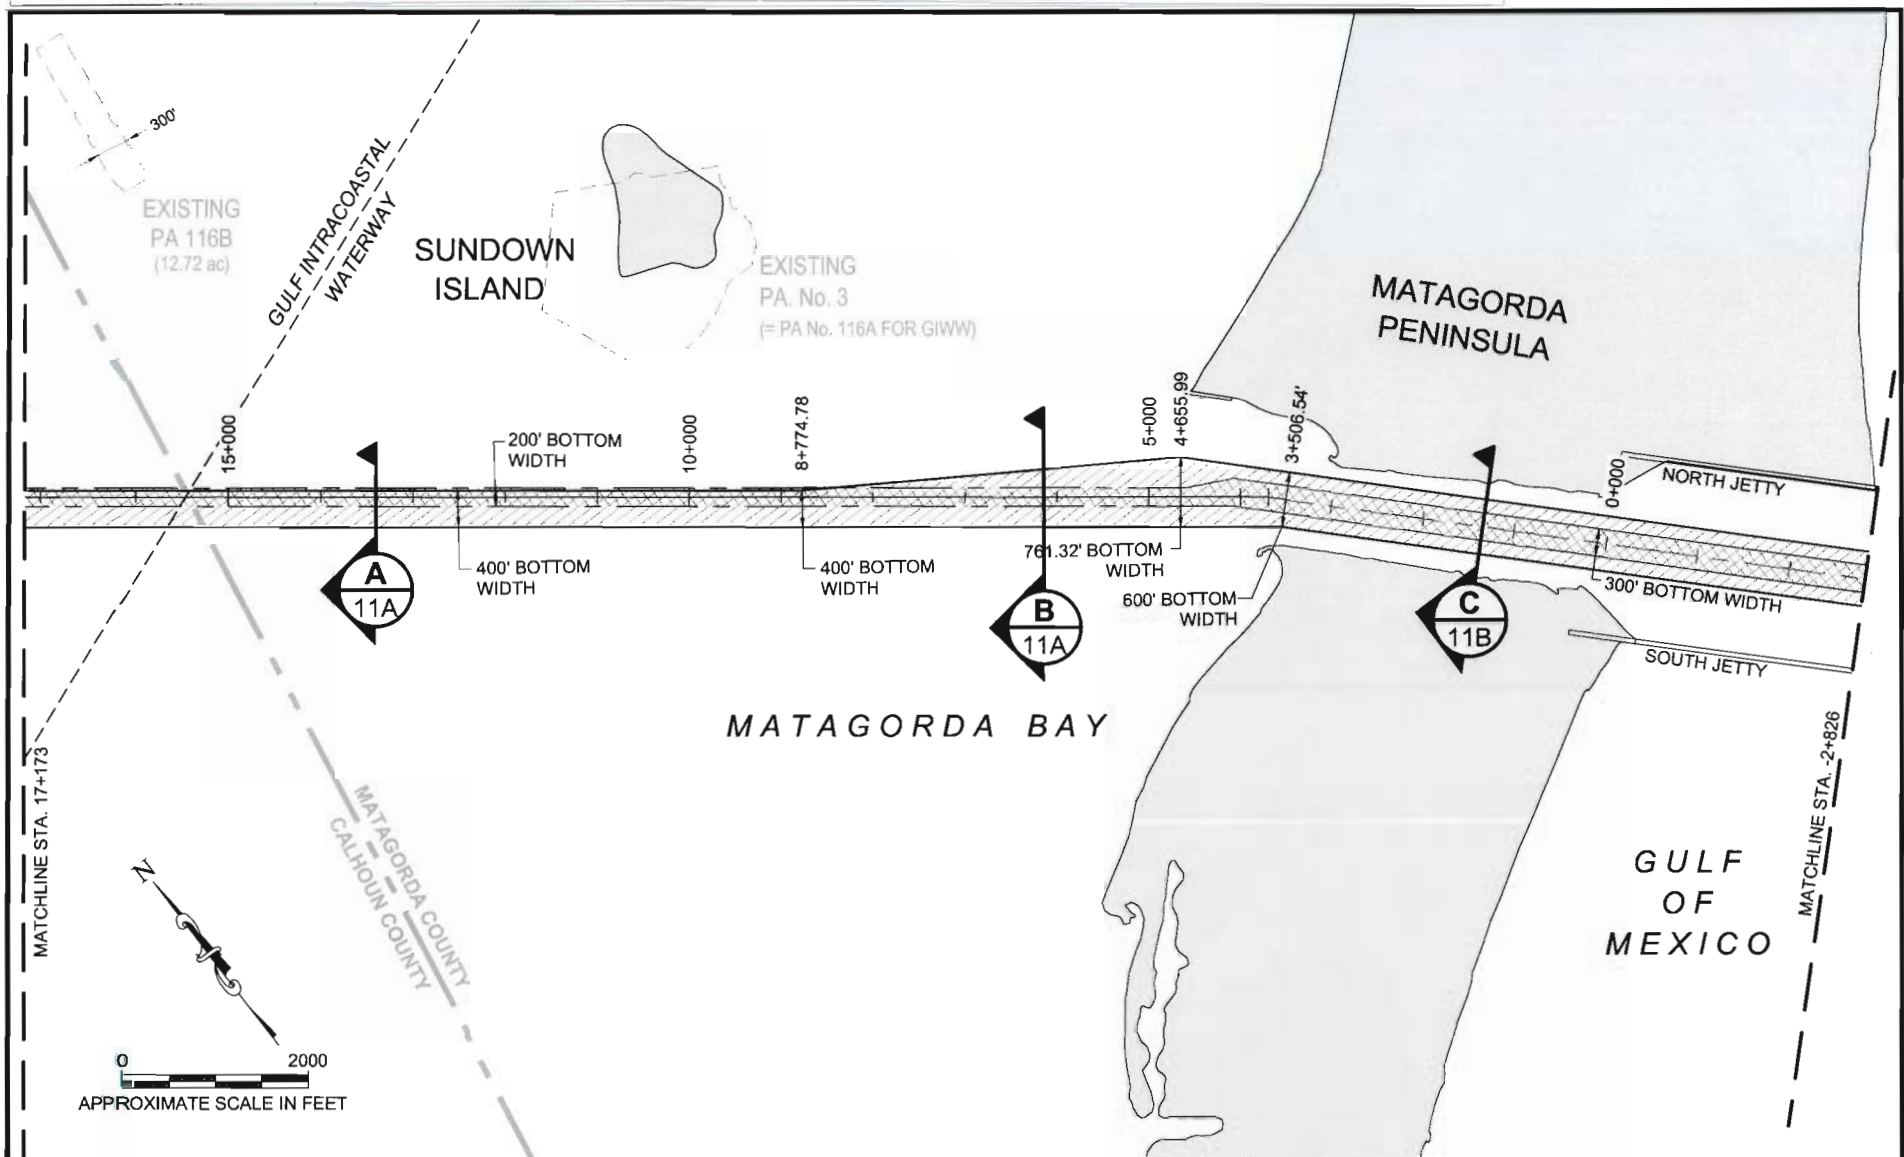 300'
EXISTING
PA 116B
(12.72 ac)
GULF INTRACOASTAL
WATERWAY
SUNDOWN
ISLAND
EXISTING
PA. No. 3
(= PA No. 116A FOR GIWW)
MATAGORDA
PENINSULA
15+000
200' BOTTOM
WIDTH
10+000
8+774.78
5+000
4+655.99
3+506.54'
0+000
NORTH JETTY
400' BOTTOM
WIDTH
400' BOTTOM
WIDTH
761.32' BOTTOM
WIDTH
600' BOTTOM
WIDTH
300' BOTTOM WIDTH
A
11A
B
11A
C
11B
SOUTH JETTY
MATAGORDA BAY
MATCHLINE STA. 17+173
MATAGORDA COUNTY
CALHOUN COUNTY
MATCHLINE STA. -2+826
GULF
OF
MEXICO
N
0 2000
APPROXIMATE SCALE IN FEET